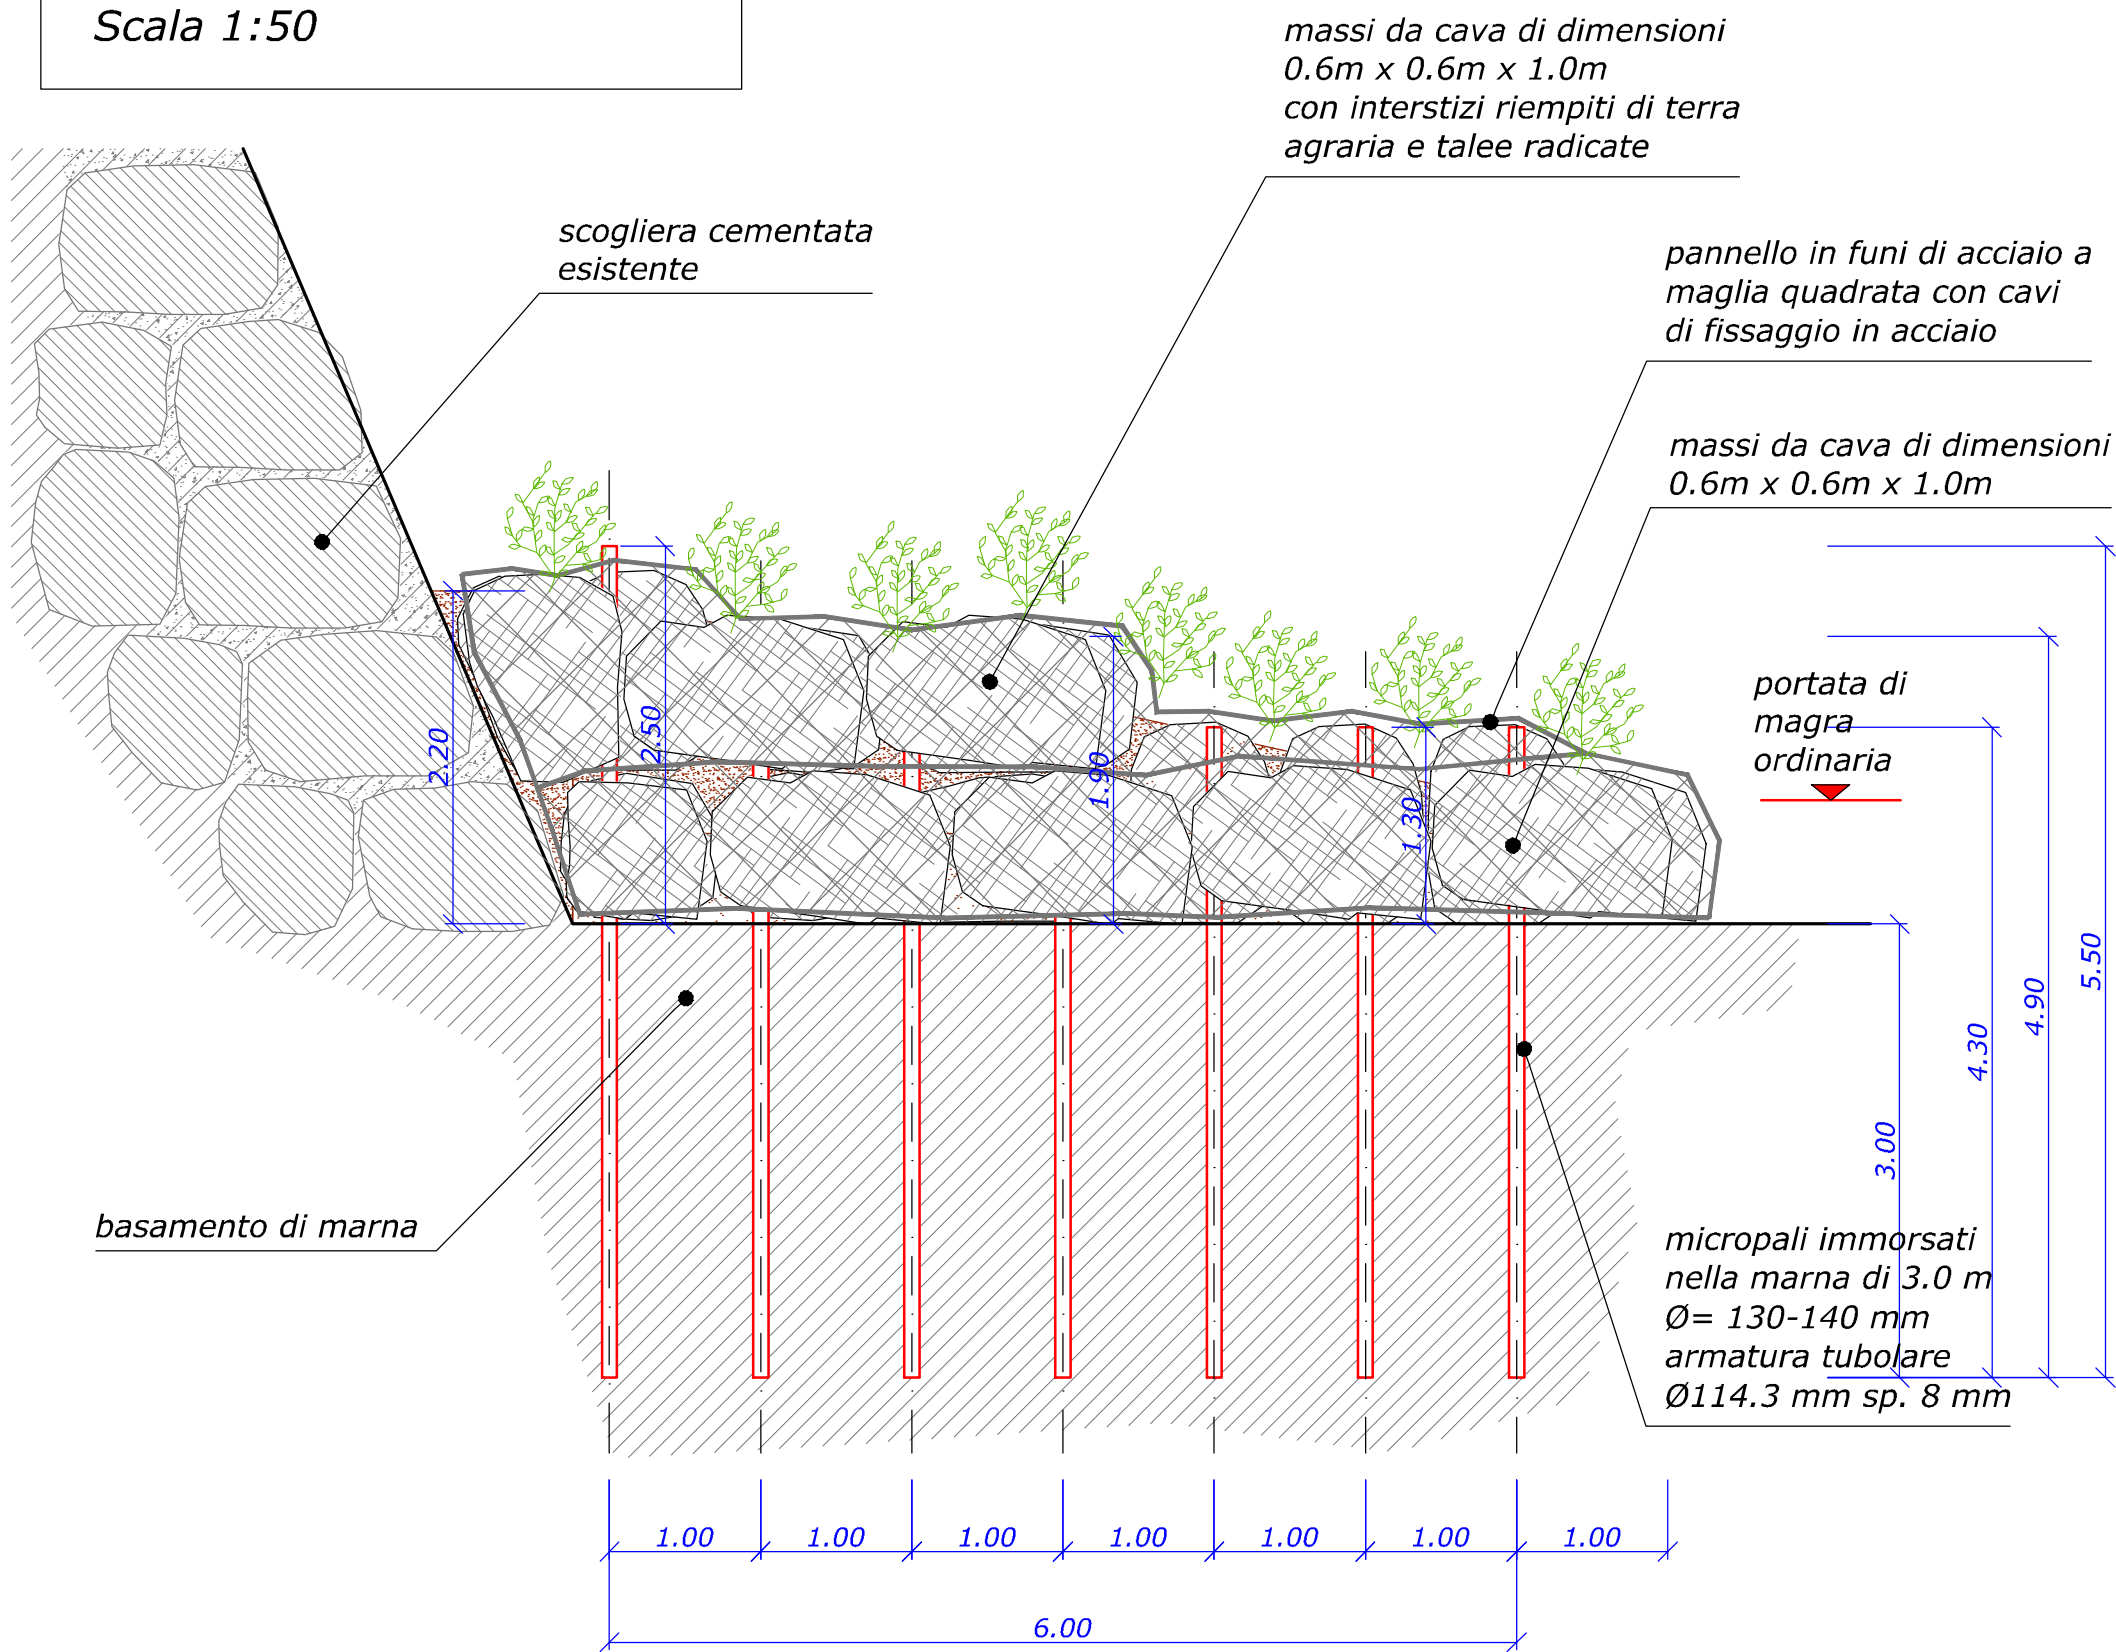 Scala 1:50
massi da cava di dimensioni
0.6m x 0.6m x 1.0m
con interstizi riempiti di terra
agraria e talee radicate
scogliera cementata
esistente
pannello in funi di acciaio a
maglia quadrata con cavi
di fissaggio in acciaio
massi da cava di dimensioni
0.6m x 0.6m x 1.0m
portata di
magra
ordinaria
2.20
2.50
1.90
1.30
5.50
4.90
4.30
3.00
basamento di marna
micropali immorsati
nella marna di 3.0 m
Ø= 130-140 mm
armatura tubolare
Ø114.3 mm sp. 8 mm
1.00 1.00 1.00 1.00 1.00 1.00 1.00
6.00